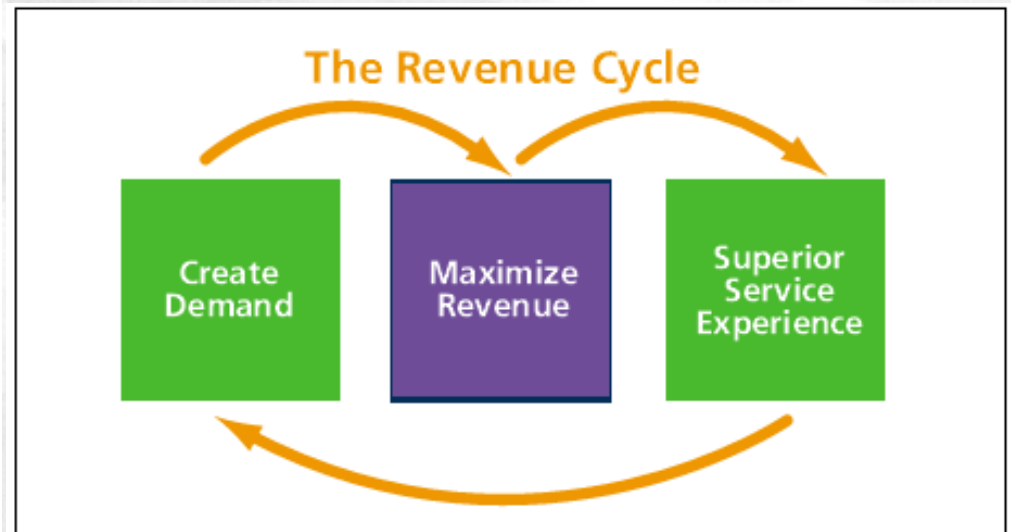 The Revenue Cycle
Create
Demand
Maximize
Revenue
Superior
Service
Experience